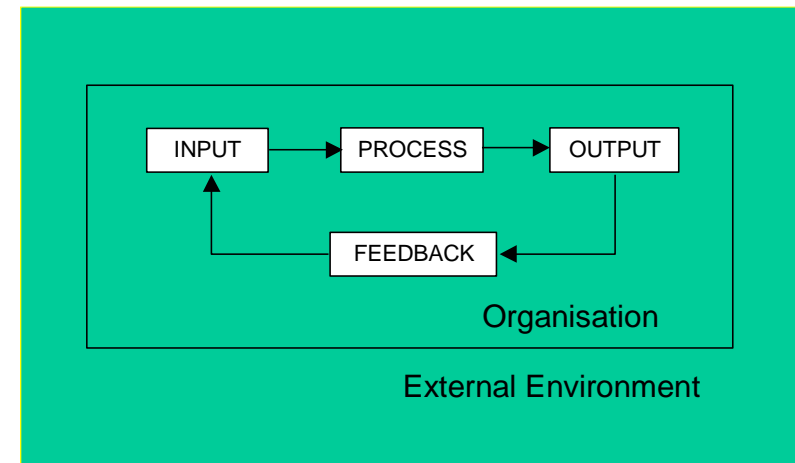 INPUT
PROCESS
OUTPUT
FEEDBACK
Organisation
External Environment